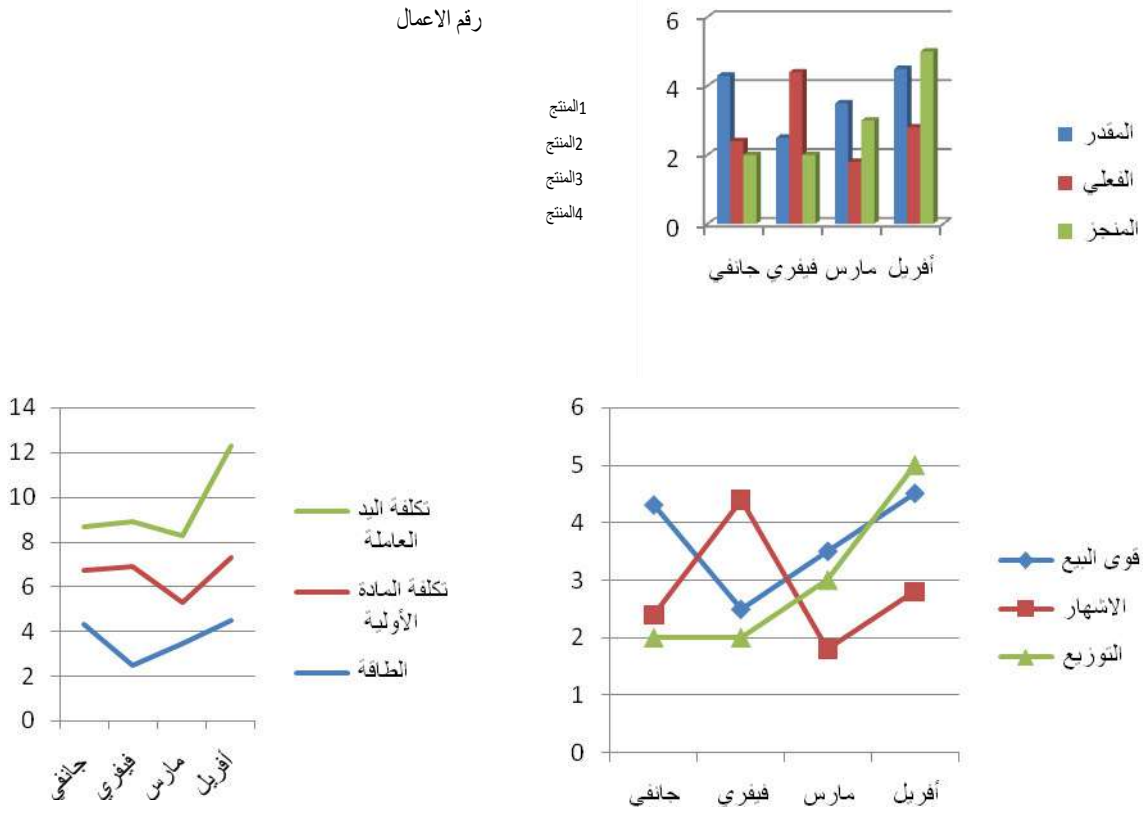 رقم الاعمال
المنتج1
المنتج2
المنتج3
المنتج4
6
4
2
0
جانفي فيفري مارس أفريل
المقدر
الفعلي
المنجز
14
12
10
8
6
4
2
0
جانفي
فيفري
مارس
أفريل
تكلفة اليد
العاملة
تكلفة المادة
الأولية
الطاقة
6
5
4
3
2
1
0
جانفي فيفري مارس أفريل
قوى البيع
الاشهار
التوزيع